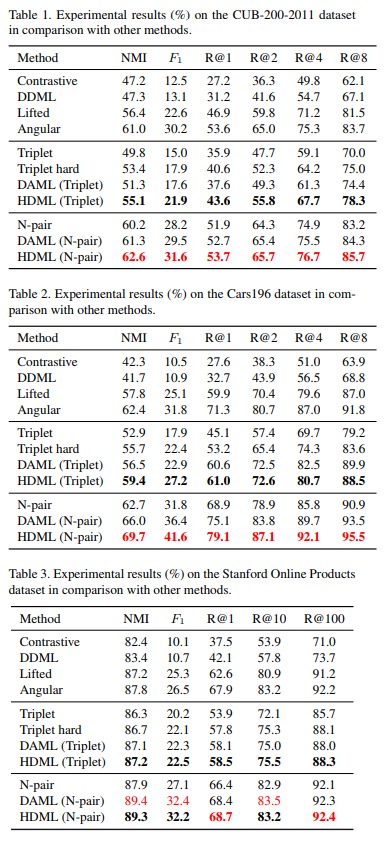 Table 1. Experimental results (%) on the CUB-200-2011 dataset
in comparison with other methods.
Method NMI F1 R@1 R@2 R@4 R@8
Contrastive 47.2 12.5 27.2 36.3 49.8 62.1
DDML 47.3 13.1 31.2 41.6 54.7 67.1
Lifted 56.4 22.6 46.9 59.8 71.2 81.5
Angular 61.0 30.2 53.6 65.0 75.3 83.7
Triplet 49.8 15.0 35.9 47.7 59.1 70.0
Triplet hard 53.4 17.9 40.6 52.3 64.2 75.0
DAML (Triplet) 51.3 17.6 37.6 49.3 61.3 74.4
HDML (Triplet) 55.1 21.9 43.6 55.8 67.7 78.3
N-pair 60.2 28.2 51.9 64.3 74.9 83.2
DAML (N-pair) 61.3 29.5 52.7 65.4 75.5 84.3
HDML (N-pair) 62.6 31.6 53.7 65.7 76.7 85.7
Table 2. Experimental results (%) on the Cars196 dataset in com-
parison with other methods.
Method NMI F1 R@1 R@2 R@4 R@8
Contrastive 42.3 10.5 27.6 38.3 51.0 63.9
DDML 41.7 10.9 32.7 43.9 56.5 68.8
Lifted 57.8 25.1 59.9 70.4 79.6 87.0
Angular 62.4 31.8 71.3 80.7 87.0 91.8
Triplet 52.9 17.9 45.1 57.4 69.7 79.2
Triplet hard 55.7 22.4 53.2 65.4 74.3 83.6
DAML (Triplet) 56.5 22.9 60.6 72.5 82.5 89.9
HDML (Triplet) 59.4 27.2 61.0 72.6 80.7 88.5
N-pair 62.7 31.8 68.9 78.9 85.8 90.9
DAML (N-pair) 66.0 36.4 75.1 83.8 89.7 93.5
HDML (N-pair) 69.7 41.6 79.1 87.1 92.1 95.5
Table 3. Experimental results (%) on the Stanford Online Products
dataset in comparison with other methods.
Method NMI F1 R@1 R@10 R@100
Contrastive 82.4 10.1 37.5 53.9 71.0
DDML 83.4 10.7 42.1 57.8 73.7
Lifted 87.2 25.3 62.6 80.9 91.2
Angular 87.8 26.5 67.9 83.2 92.2
Triplet 86.3 20.2 53.9 72.1 85.7
Triplet hard 86.7 22.1 57.8 75.3 88.1
DAML (Triplet) 87.1 22.3 58.1 75.0 88.0
HDML (Triplet) 87.2 22.5 58.5 75.5 88.3
N-pair 87.9 27.1 66.4 82.9 92.1
DAML (N-pair) 89.4 32.4 68.4 83.5 92.3
HDML (N-pair) 89.3 32.2 68.7 83.2 92.4